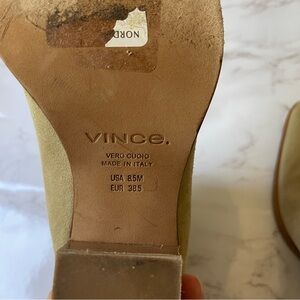 NORD
VINCE.
VERO CUOIO
MADE IN ITALY
USA 8.5M
EUR 38.5